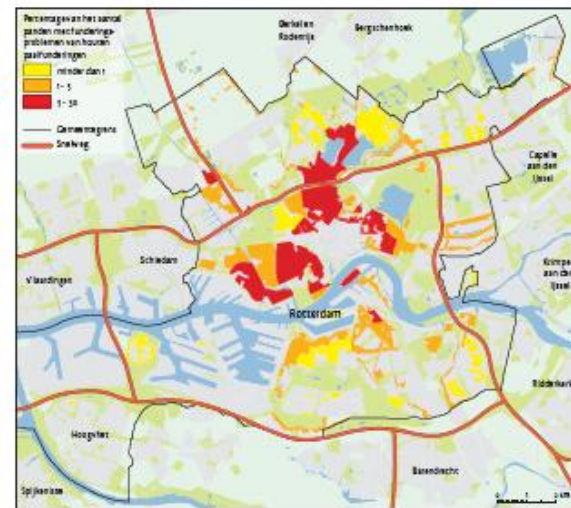 Percentage van het aantal
panden met funderings-
problemen van houten
paalfunderingen
minder dan 1
1 - 5
5 - 30
Gemeentegrens
Snelweg
Berkel en
Rodenrijs
Bergschenhoek
Capelle
aan den
IJssel
Schiedam
Vlaardingen
Krimpen
aan den
IJssel
Rotterdam
Ridderkerk
Hoogvliet
Barendrecht
Spijkenisse